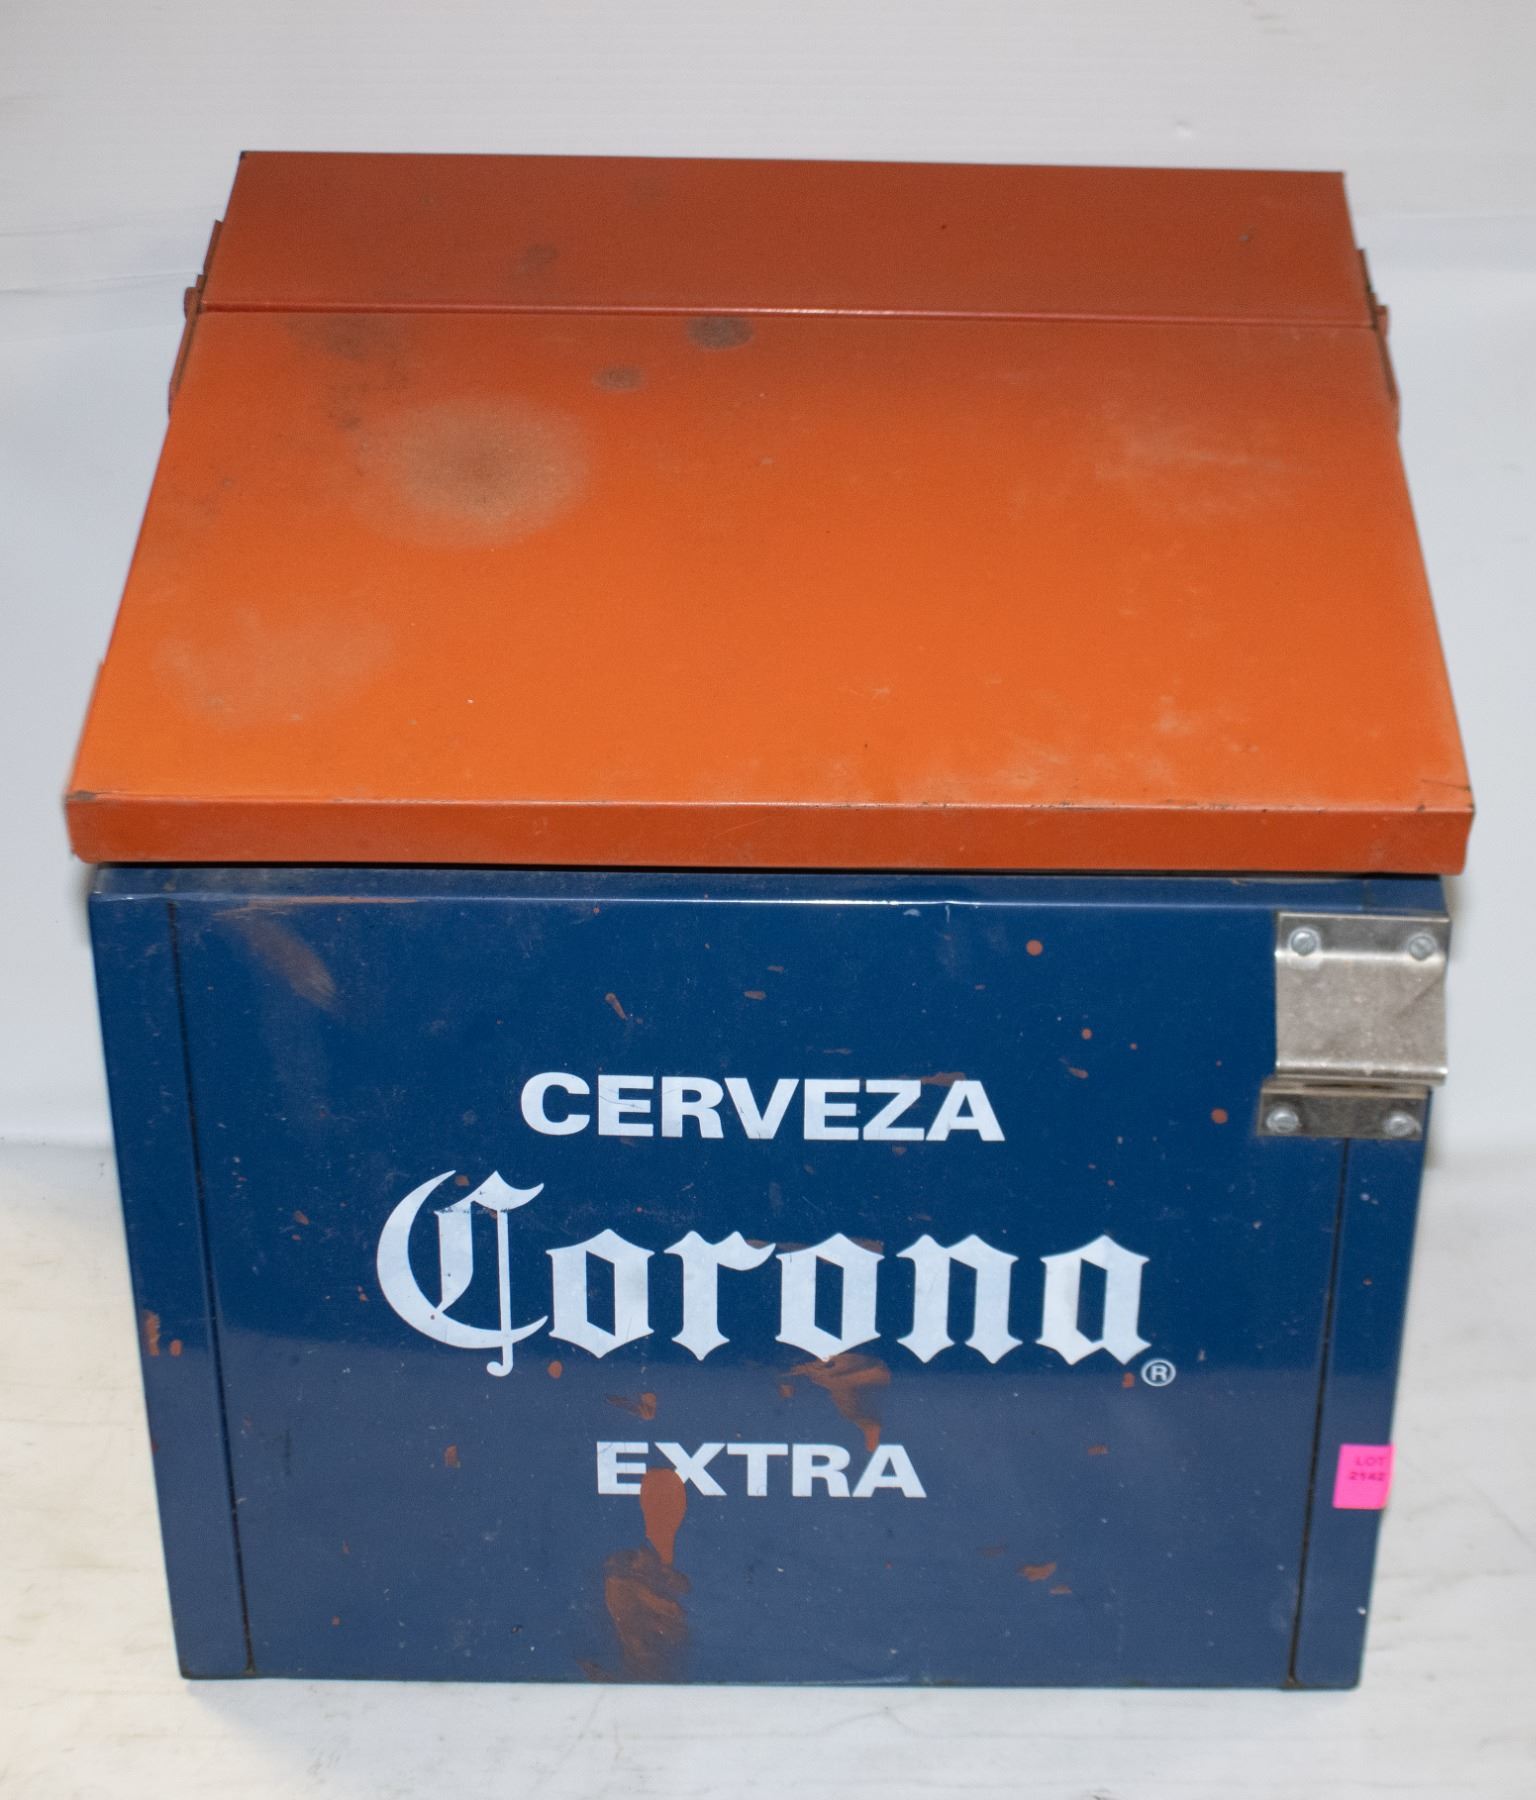 CERVEZA
Corona®
EXTRA
LOT
2142